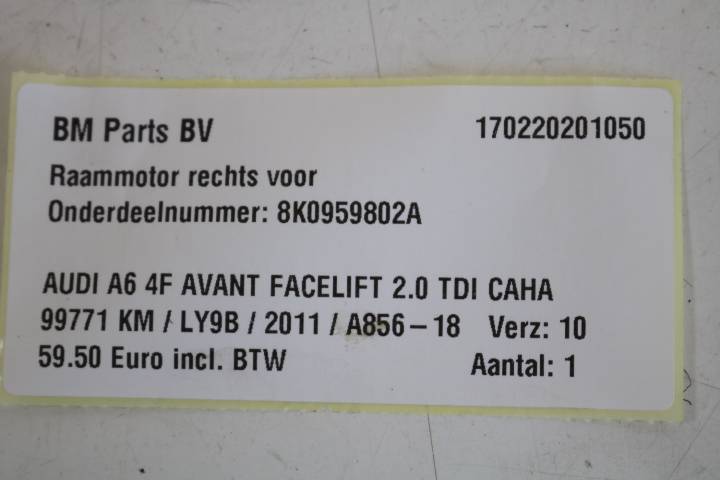 BM Parts BV 170220201050
Raammotor rechts voor
Onderdeelnummer: 8K0959802A
AUDI A6 4F AVANT FACELIFT 2.0 TDI CAHA
99771 KM / LY9B / 2011 / A856-18 Verz: 10
59.50 Euro incl. BTW Aantal: 1